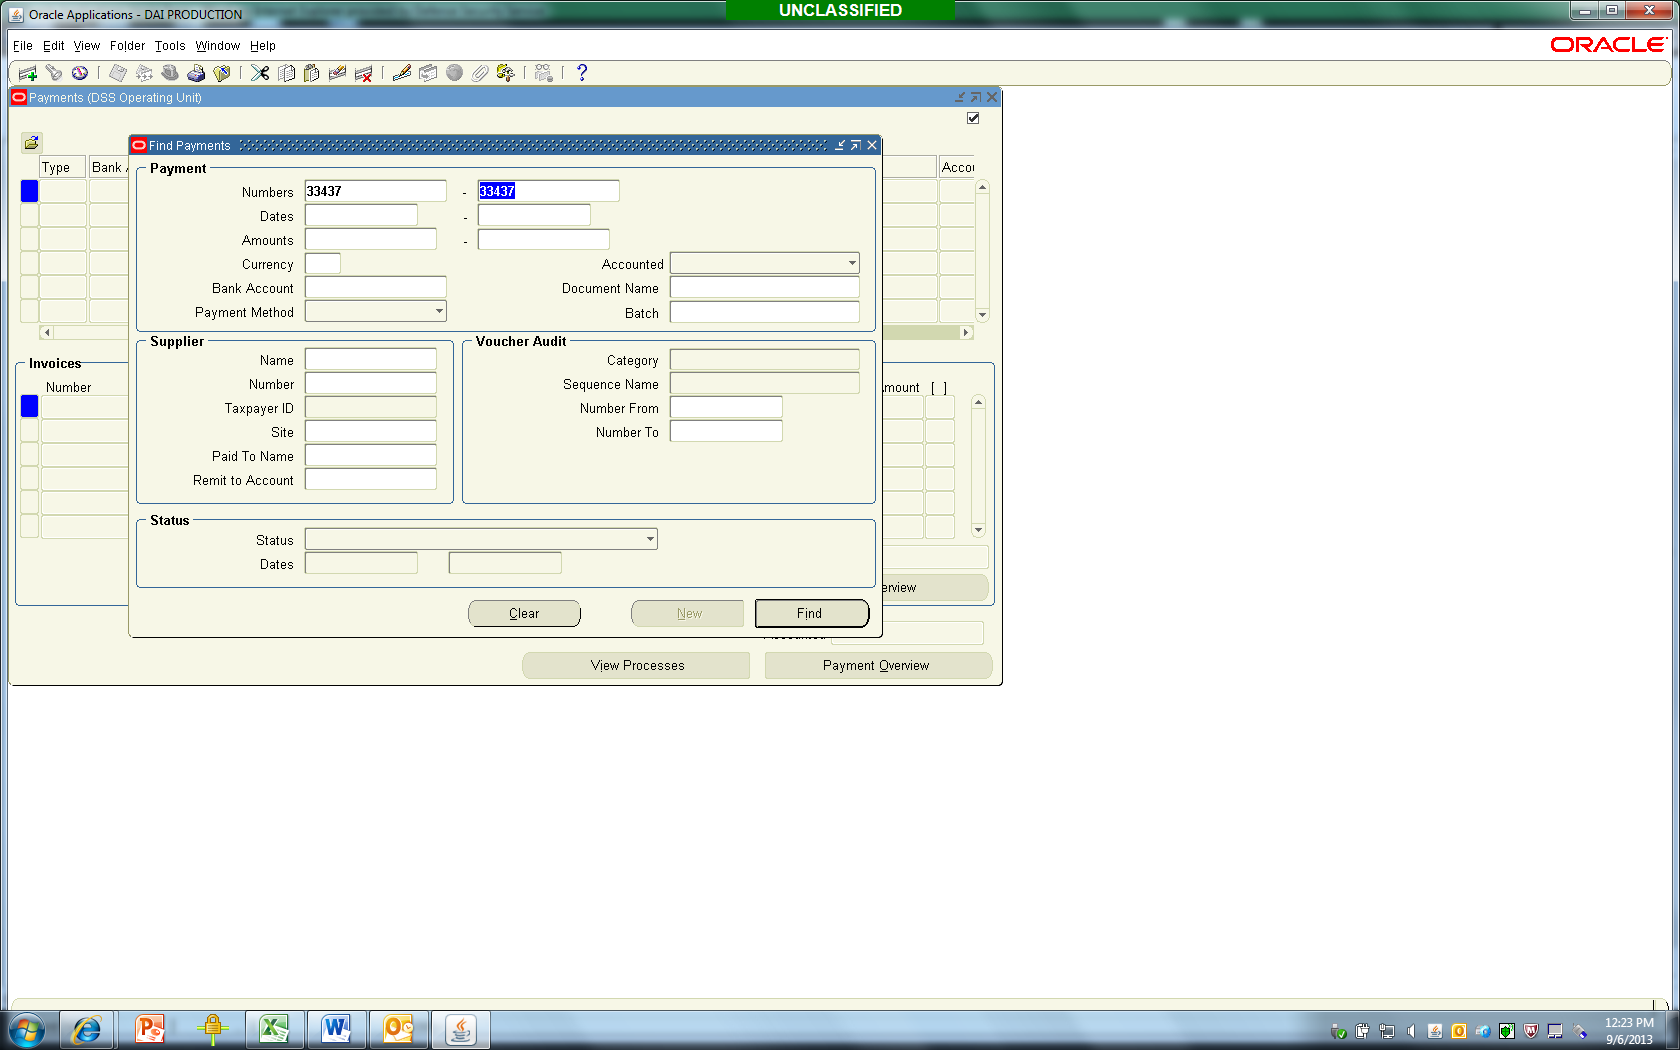 UNCLASSIFIED
Oracle Applications - DAI PRODUCTION
File Edit View Folder Tools Window Help
ORACLE
Payments (DSS Operating Unit)
Find Payments
Type Bank Accou
Payment
Numbers 33437 - 33437
Dates -
Amounts -
Currency Accounted
Bank Account Document Name
Payment Method Batch
Supplier Voucher Audit
Invoices
Name Category
Number Number Sequence Name mount [ ]
Taxpayer ID Number From
Site Number To
Paid To Name
Remit to Account
Status
Status
Dates
erview
Clear New Find
View Processes Payment Overview
12:23 PM
9/6/2013